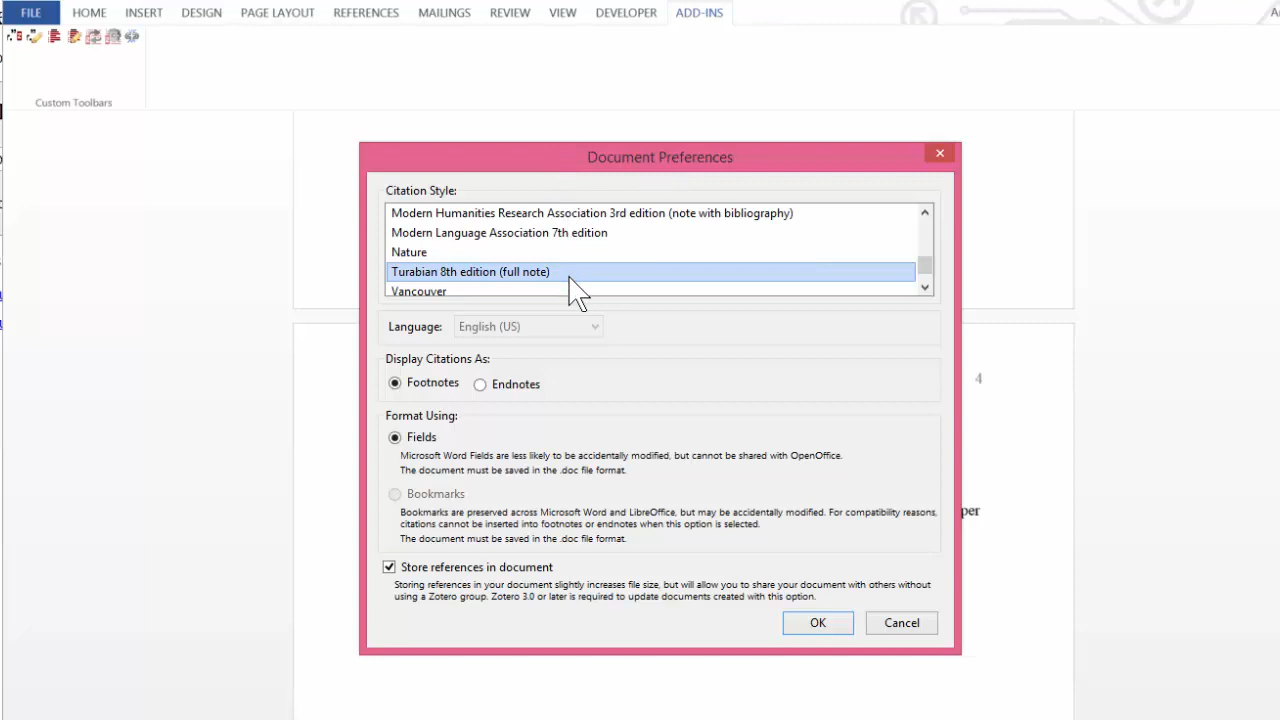 FILE HOME INSERT DESIGN PAGE LAYOUT REFERENCES MAILINGS REVIEW VIEW DEVELOPER ADD-INS
Custom Toolbars
Document Preferences
Citation Style:
Modern Humanities Research Association 3rd edition (note with bibliography)
Modern Language Association 7th edition
Nature
Turabian 8th edition (full note)
Vancouver
Language: English (US)
Display Citations As:
Footnotes Endnotes
4
Format Using:
Fields
Microsoft Word Fields are less likely to be accidentally modified, but cannot be shared with OpenOffice.
The document must be saved in the .doc file format.
Bookmarks
Bookmarks are preserved across Microsoft Word and LibreOffice, but may be accidentally modified. For compatibility reasons,
per
citations cannot be inserted into footnotes or endnotes when this option is selected.
The document must be saved in the .doc file format.
Store references in document
Storing references in your document slightly increases file size, but will allow you to share your document with others without
using a Zotero group. Zotero 3.0 or later is required to update documents created with this option.
OK Cancel